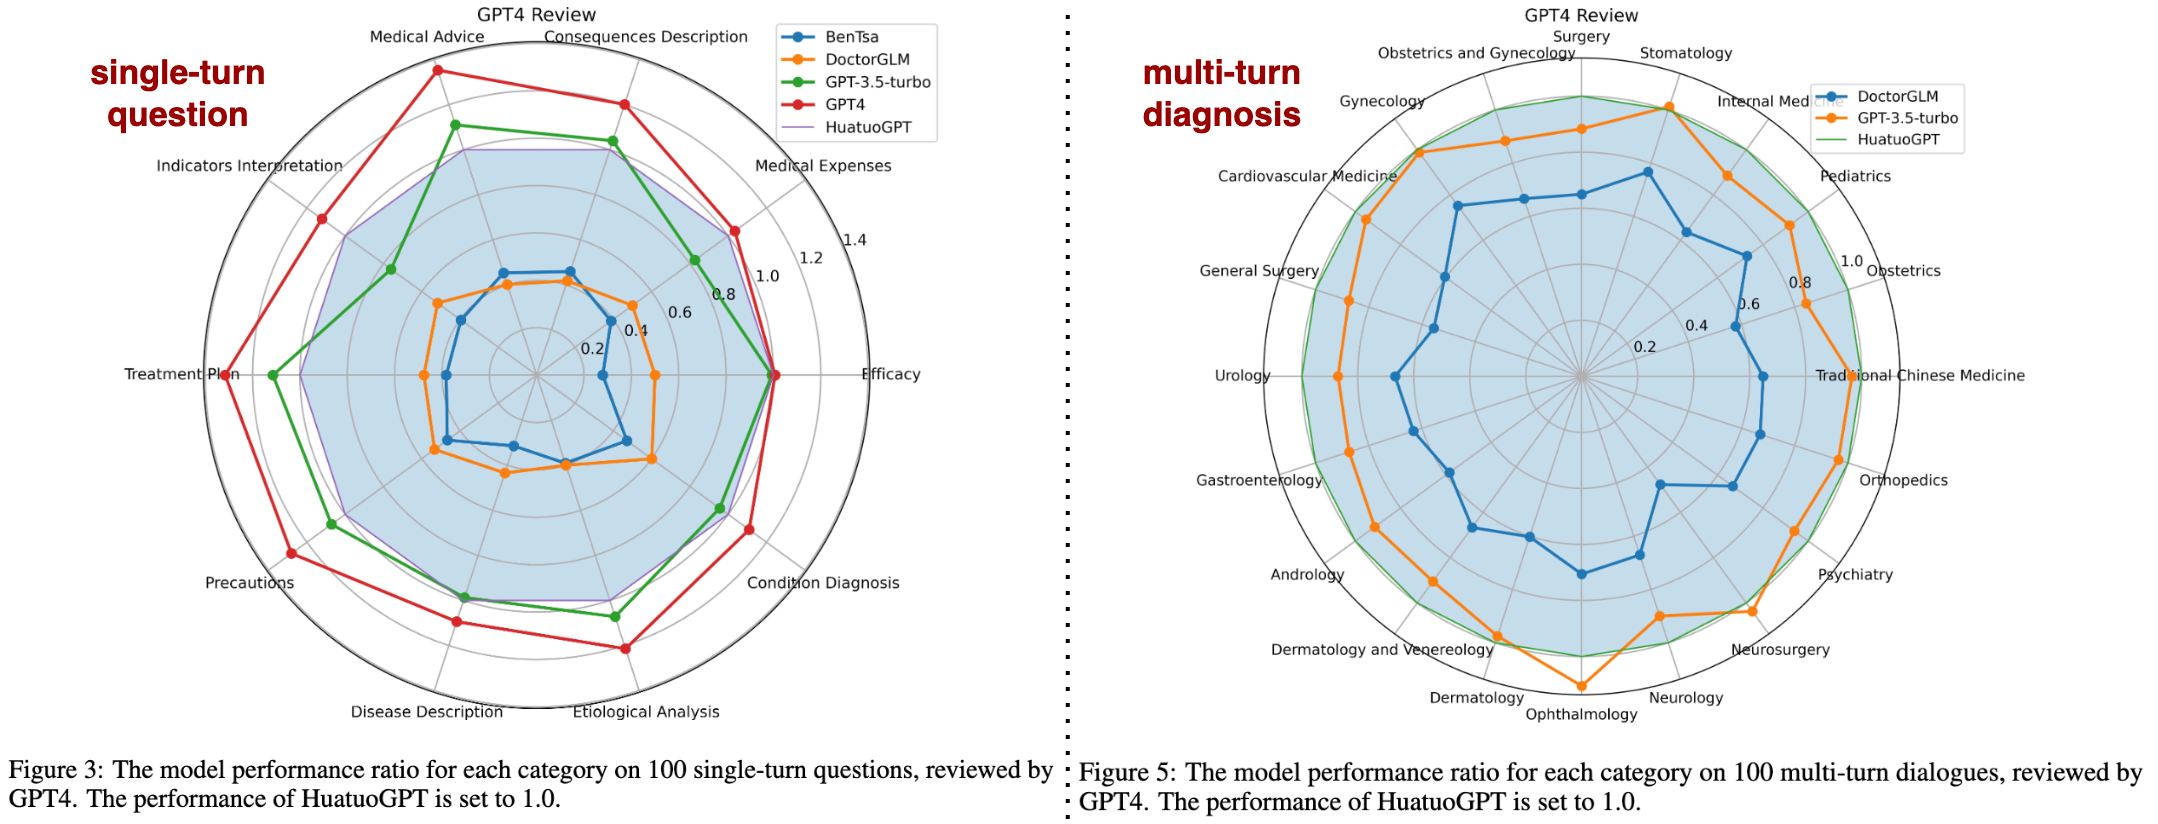 GPT4 Review
single-turn
question
Medical Advice
Consequences Description
Indicators Interpretation
Medical Expenses
Treatment Plan
Efficacy
Precautions
Condition Diagnosis
Disease Description
Etiological Analysis
0.2
0.4
0.6
0.8
1.0
1.2
1.4
BenTsa
DoctorGLM
GPT-3.5-turbo
GPT4
HuatuoGPT
Figure 3: The model performance ratio for each category on 100 single-turn questions, reviewed by
GPT4. The performance of HuatuoGPT is set to 1.0.
GPT4 Review
multi-turn
diagnosis
Surgery
Obstetrics and Gynecology
Stomatology
Gynecology
Internal Medicine
Cardiovascular Medicine
Pediatrics
General Surgery
Obstetrics
Urology
Traditional Chinese Medicine
Gastroenterology
Orthopedics
Andrology
Psychiatry
Dermatology and Venereology
Neurosurgery
Dermatology
Neurology
Ophthalmology
0.2
0.4
0.6
0.8
1.0
DoctorGLM
GPT-3.5-turbo
HuatuoGPT
Figure 5: The model performance ratio for each category on 100 multi-turn dialogues, reviewed by
GPT4. The performance of HuatuoGPT is set to 1.0.